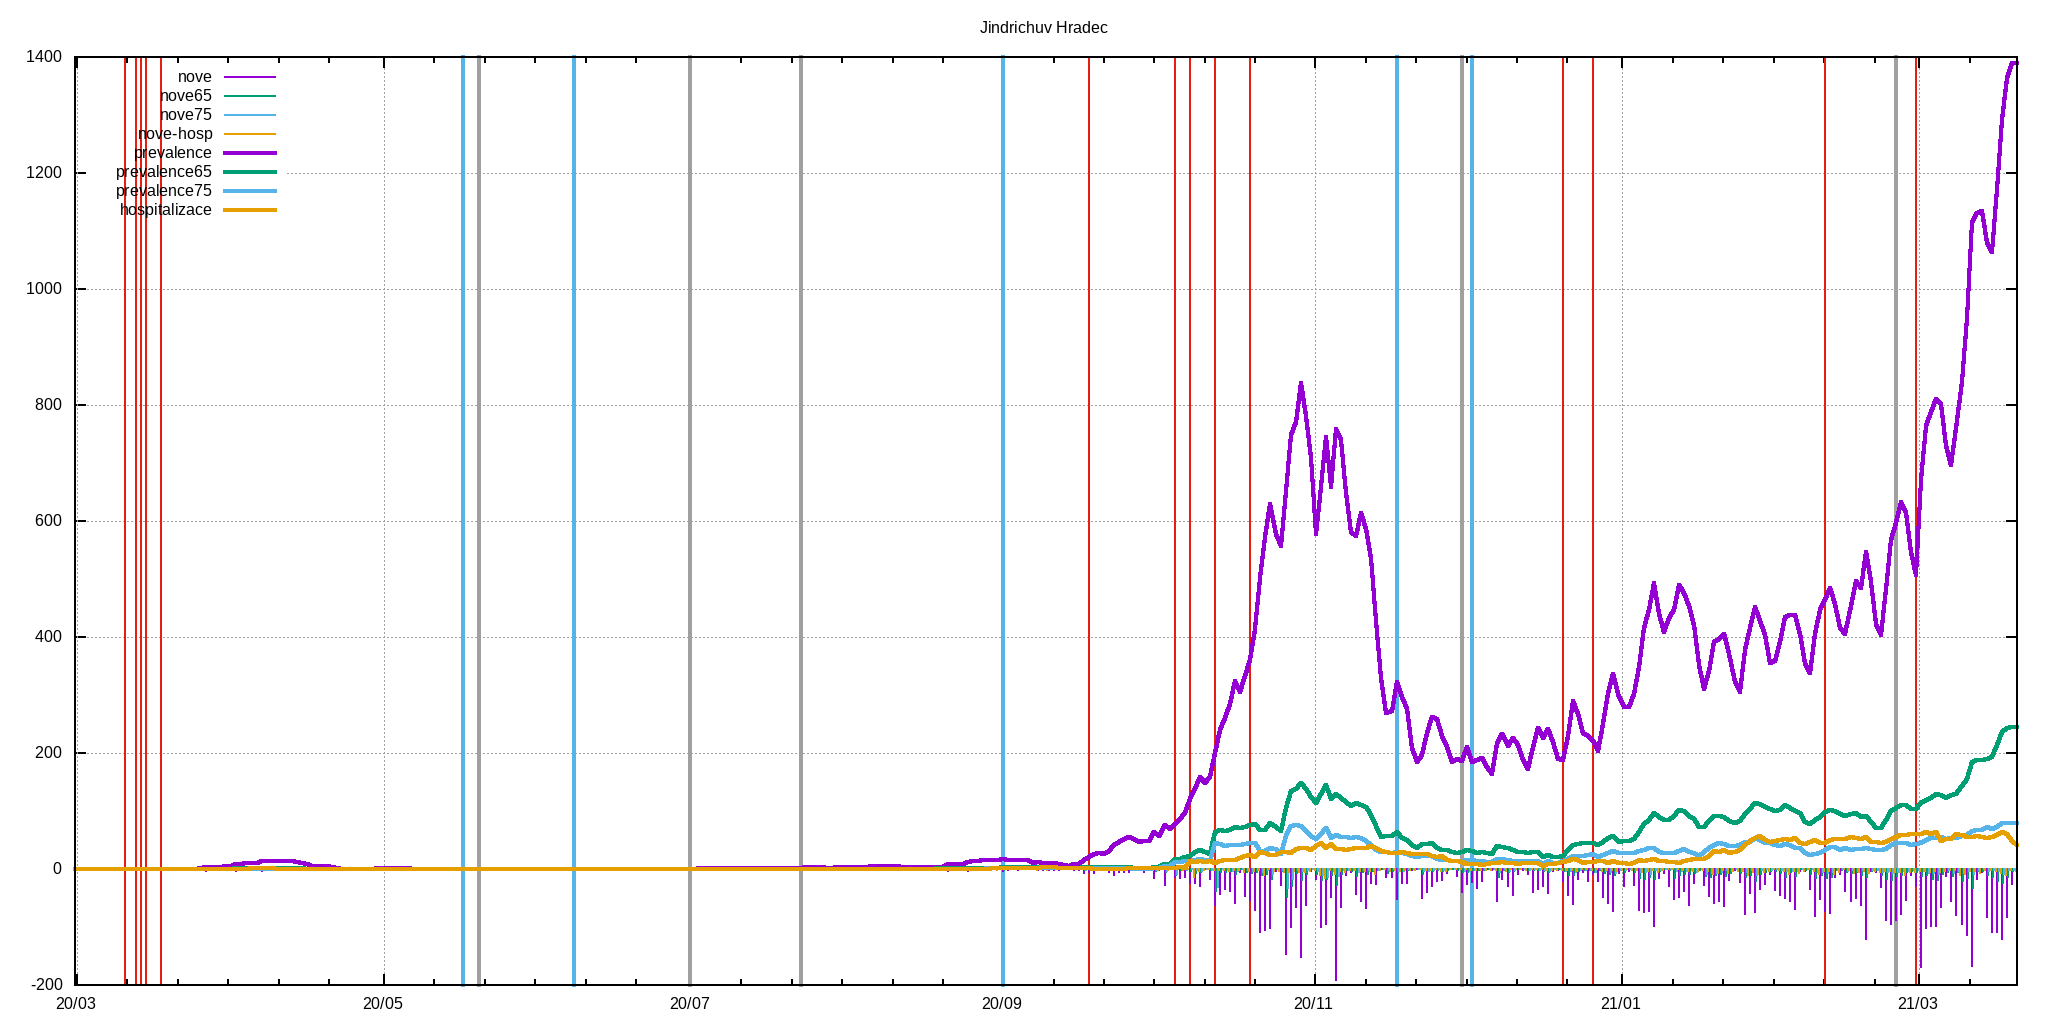 Jindrichuv Hradec
1400
1200
1000
800
600
400
200
0
-200
nove
nove65
nove75
nove-hosp
prevalence
prevalence65
prevalence75
hospitalizace
20/03 20/05 20/07 20/09 20/11 21/01 21/03